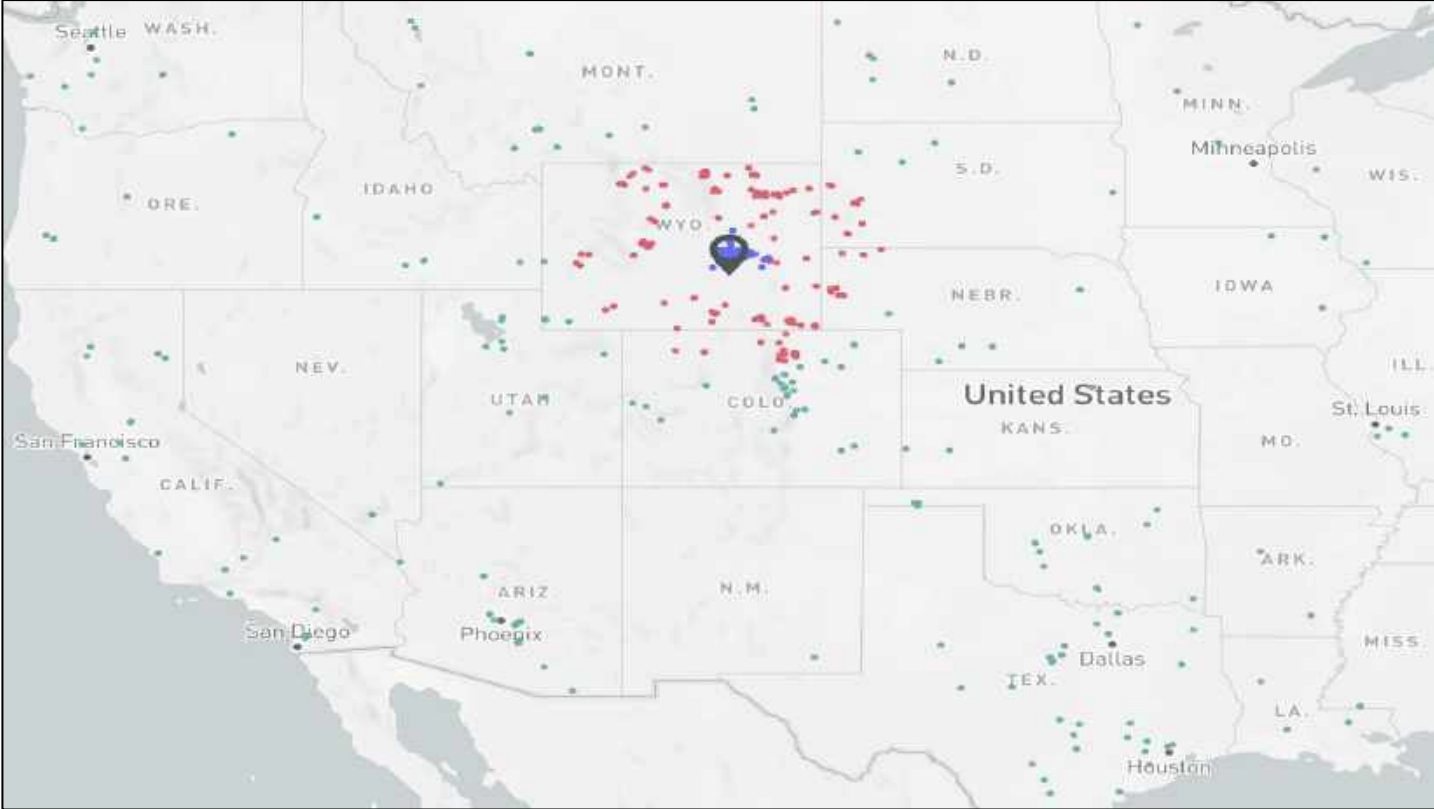 Seattle
WASH.
MONT.
N.D.
MINN.
Minneapolis
WIS.
ORE.
IDAHO
S.D.
WYO.
IOWA
NEBR.
NEV.
UTAH
COLO
United States
KANS.
ILL.
St. Louis
MO.
San Francisco
CALIF.
OKLA.
ARK.
ARIZ
N.M.
San Diego
Phoenix
Dallas
MISS.
TEX.
LA.
Houston